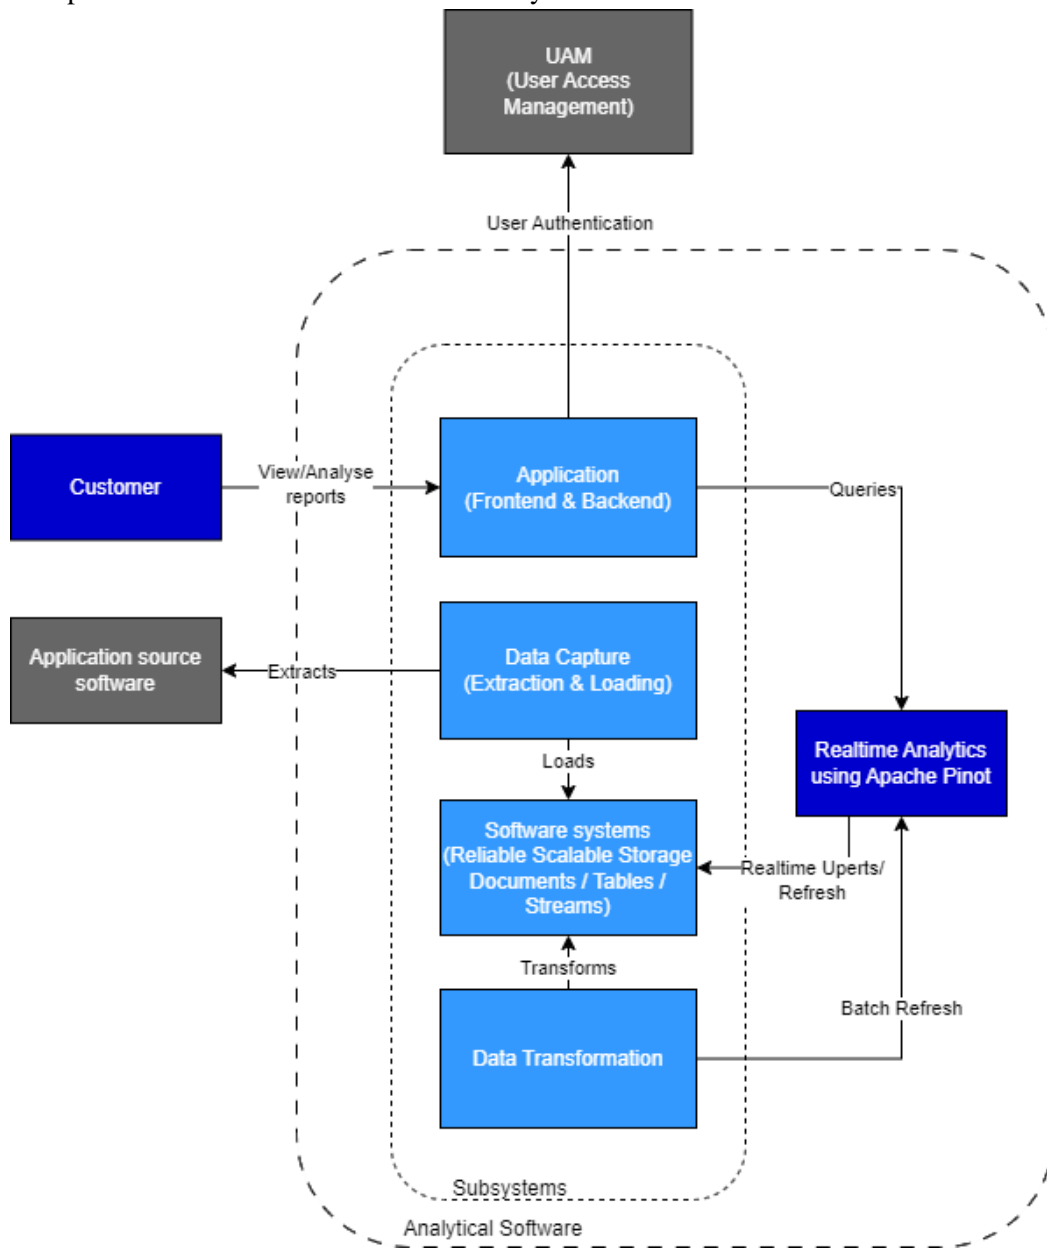 UAM
(User Access
Management)
User Authentication
Customer
View/Analyse
reports
Application
(Frontend & Backend)
Queries
Application source
software
Extracts
Data Capture
(Extraction & Loading)
Loads
Realtime Analytics
using Apache Pinot
Software systems
(Reliable Scalable Storage
Documents / Tables /
Streams)
Realtime Uperts/
Refresh
Transforms
Data Transformation
Batch Refresh
Subsystems
Analytical Software